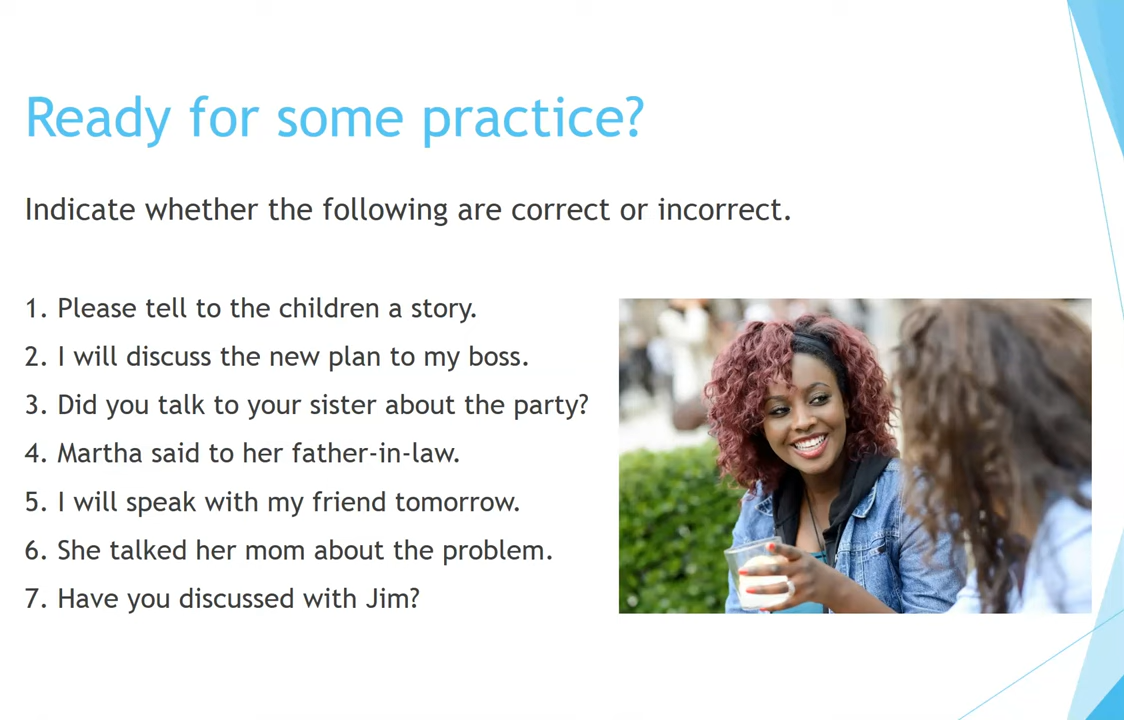 Ready for some practice?
Indicate whether the following are correct or incorrect.
1. Please tell to the children a story.
2. I will discuss the new plan to my boss.
3. Did you talk to your sister about the party?
4. Martha said to her father-in-law.
5. I will speak with my friend tomorrow.
6. She talked her mom about the problem.
7. Have you discussed with Jim?